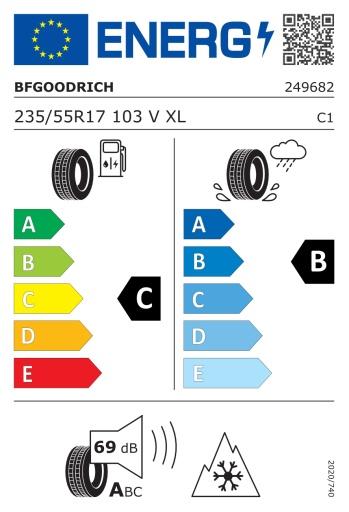 ENERG
BFGOODRICH 249682
235/55R17 103 V XL C1
A A
B B B
C C C
D D
E E
69 dB
ABC
2020/740